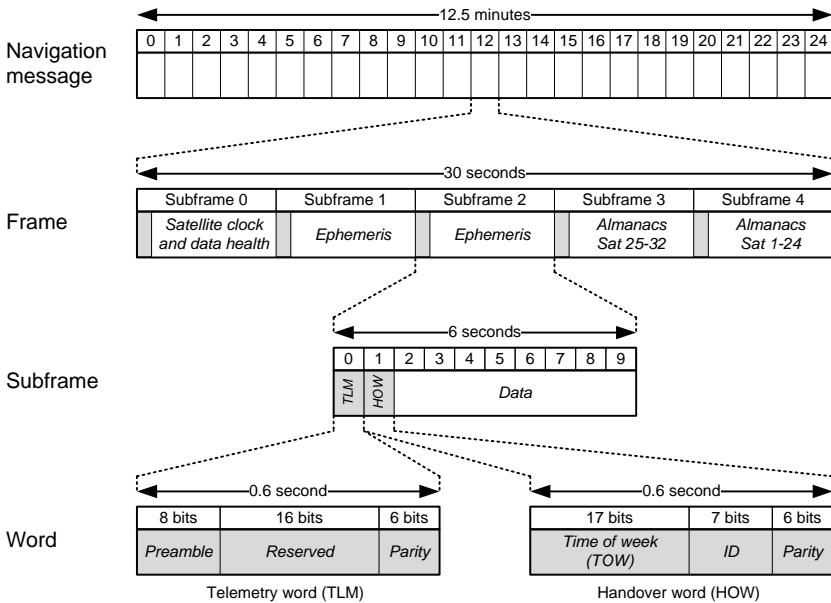 12.5 minutes
Navigation message
0 1 2 3 4 5 6 7 8 9 10 11 12 13 14 15 16 17 18 19 20 21 22 23 24
30 seconds
Frame
Subframe 0 Subframe 1 Subframe 2 Subframe 3 Subframe 4
Satellite clock and data health
Ephemeris
Ephemeris
Almanacs Sat 25-32
Almanacs Sat 1-24
6 seconds
Subframe
0 1 2 3 4 5 6 7 8 9
TLM HOW Data
0.6 second 0.6 second
Word
8 bits 16 bits 6 bits
Preamble Reserved Parity
Telemetry word (TLM)
17 bits 7 bits 6 bits
Time of week (TOW) ID Parity
Handover word (HOW)